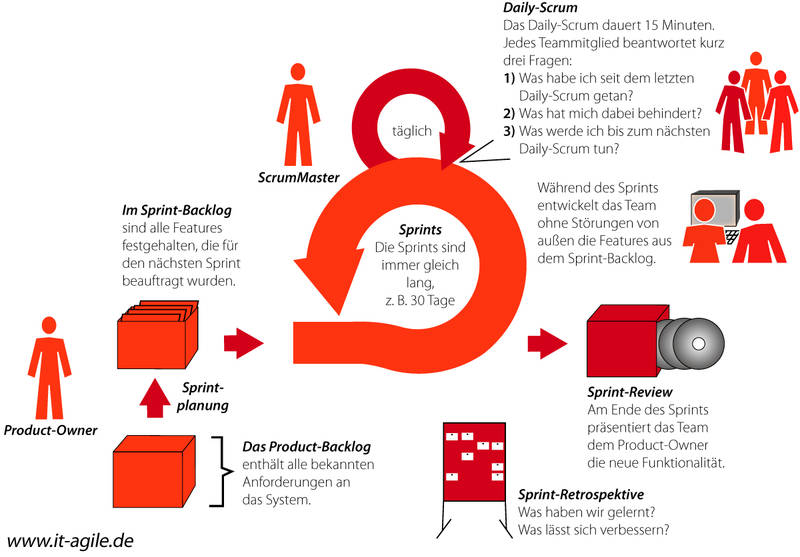 Daily-Scrum
Das Daily-Scrum dauert 15 Minuten.
Jedes Teammitglied beantwortet kurz
drei Fragen:
1) Was habe ich seit dem letzten
Daily-Scrum getan?
2) Was hat mich dabei behindert?
3) Was werde ich bis zum nächsten
Daily-Scrum tun?
täglich
ScrumMaster
Während des Sprints
entwickelt das Team
ohne Störungen von
außen die Features aus
dem Sprint-Backlog.
Im Sprint-Backlog
sind alle Features
festgehalten, die für
den nächsten Sprint
beauftragt wurden.
Sprints
Die Sprints sind
immer gleich
lang,
z. B. 30 Tage
Product-Owner
Sprint-
planung
Sprint-Review
Am Ende des Sprints
präsentiert das Team
dem Product-Owner
die neue Funktionalität.
Das Product-Backlog
enthält alle bekannten
Anforderungen an
das System.
Sprint-Retrospektive
Was haben wir gelernt?
Was lässt sich verbessern?
www.it-agile.de